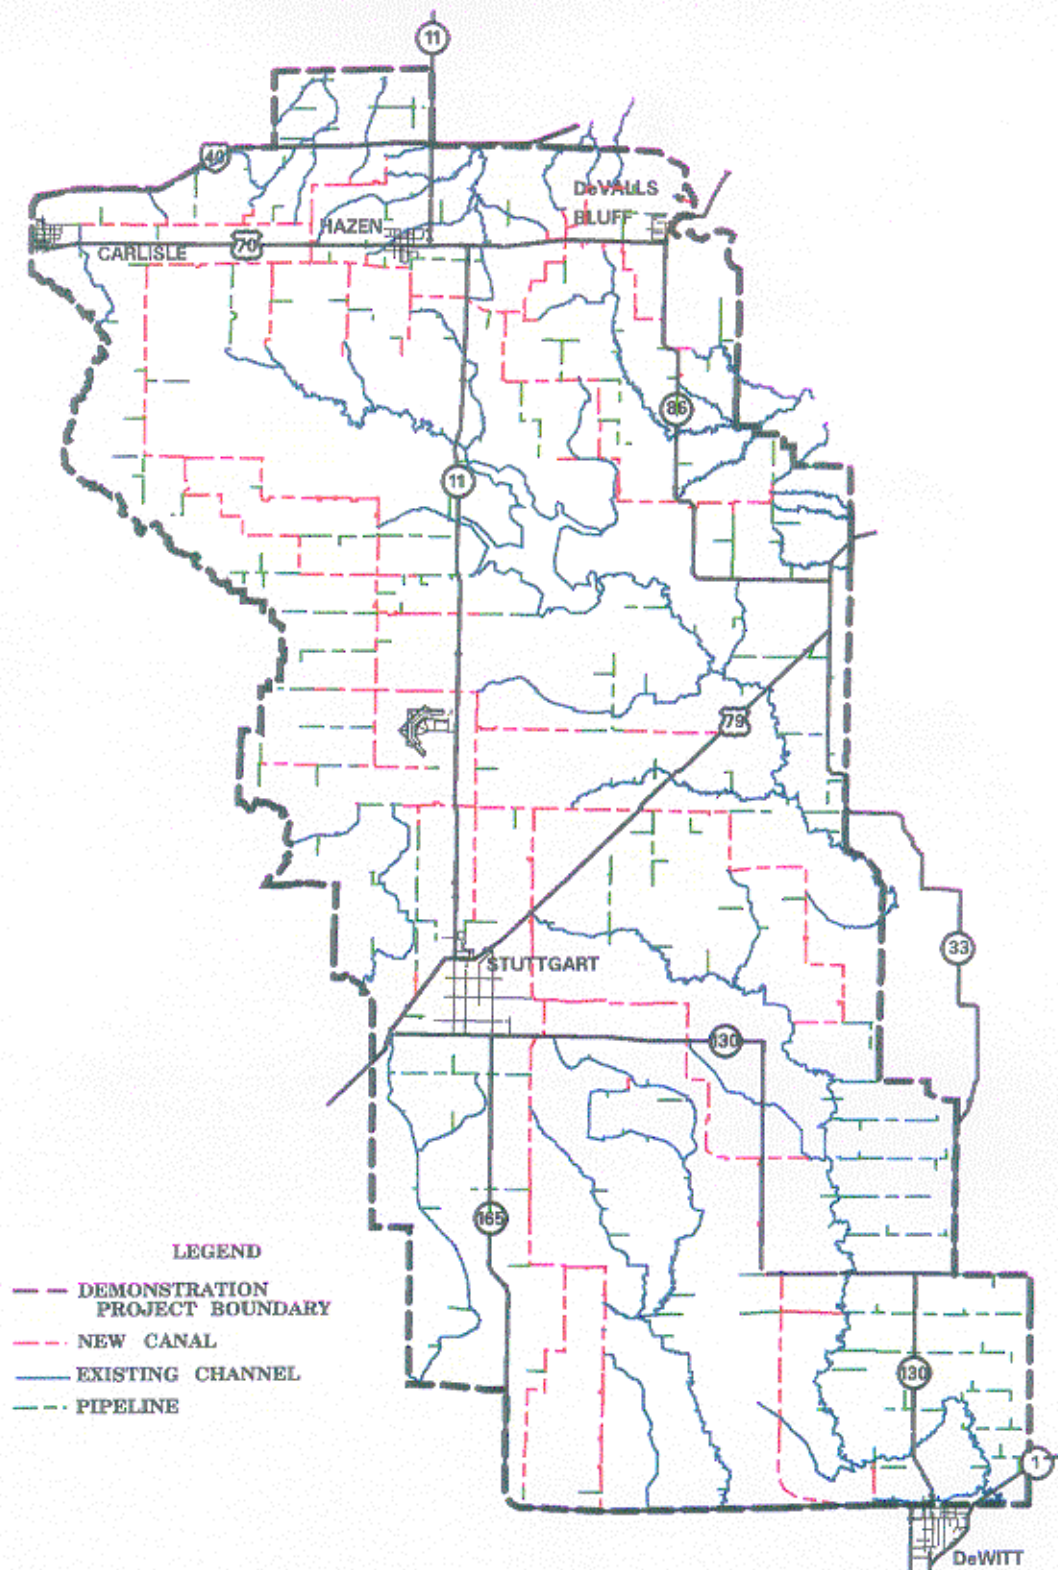 11
40
DeVALLS
BLUFF
HAZEN
70
CARLISLE
86
11
79
33
STUTTGART
130
165
LEGEND
DEMONSTRATION
PROJECT BOUNDARY
NEW CANAL
EXISTING CHANNEL
PIPELINE
130
1
DeWITT